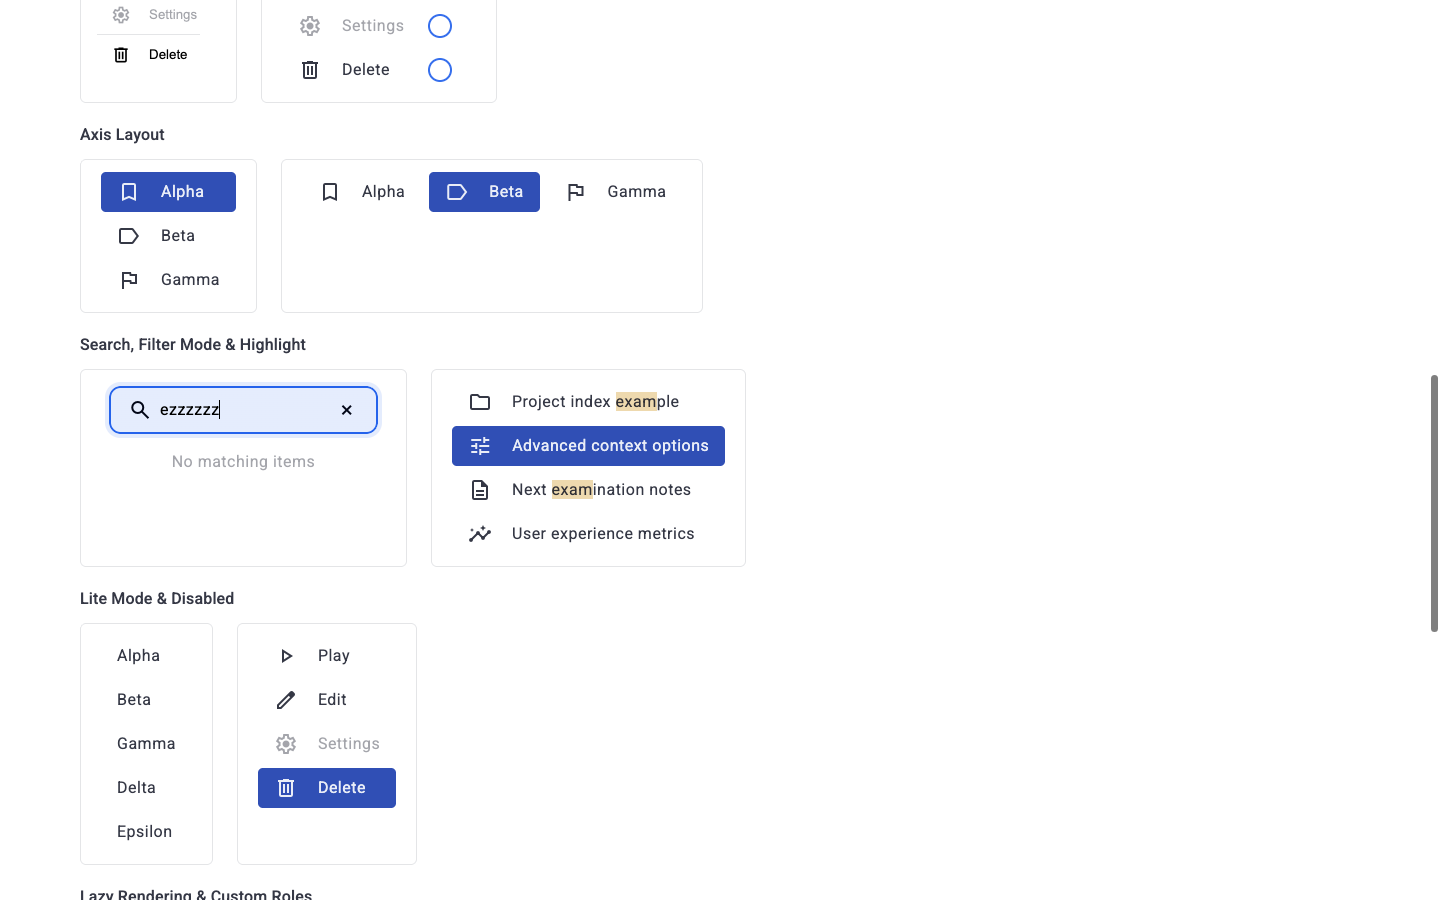 Settings
Delete
Settings
Delete
Axis Layout
Alpha
Beta
Gamma
Alpha
Beta
Gamma
Search, Filter Mode & Highlight
ezzzzzz
No matching items
Project index example
Advanced context options
Next examination notes
User experience metrics
Lite Mode & Disabled
Alpha
Beta
Gamma
Delta
Epsilon
Play
Edit
Settings
Delete
Lazy Rendering & Custom Roles